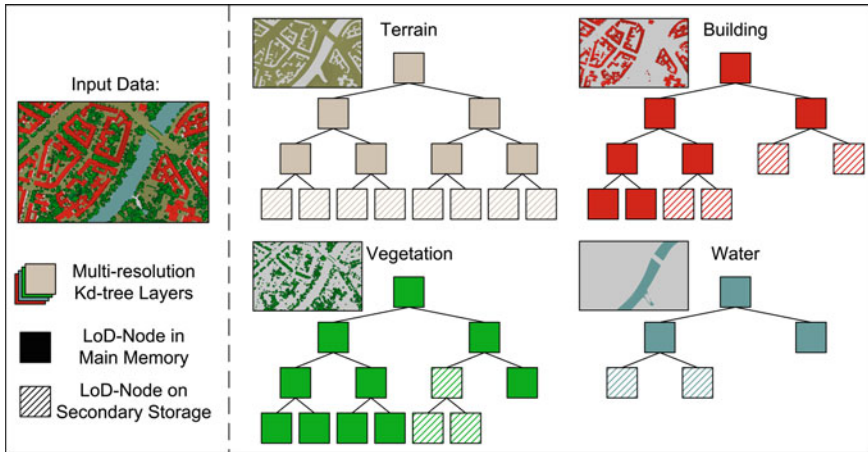 Input Data:
Multi-resolution
Kd-tree Layers
LoD-Node in
Main Memory
LoD-Node on
Secondary Storage
Terrain
Building
Vegetation
Water